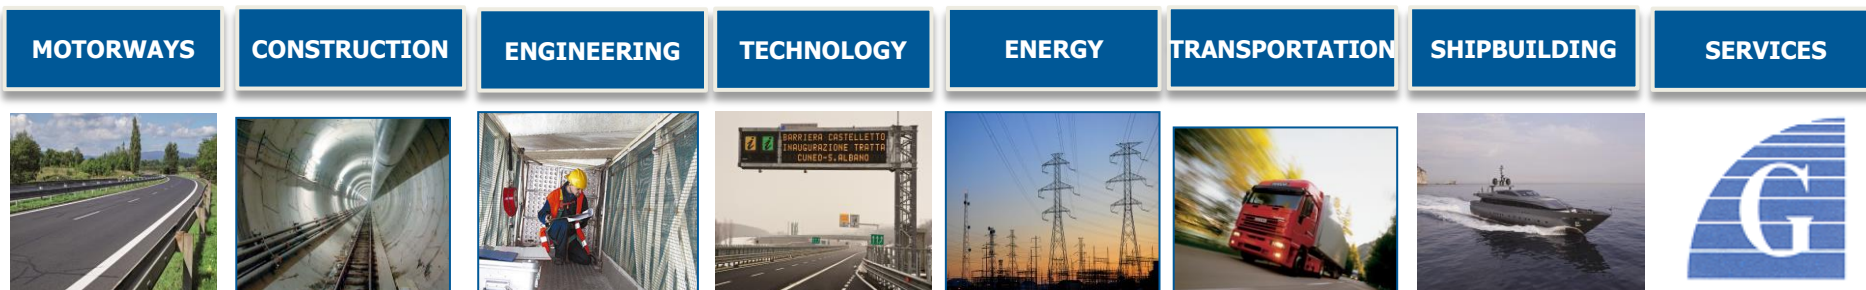 MOTORWAYS
CONSTRUCTION
ENGINEERING
TECHNOLOGY
ENERGY
TRANSPORTATION
SHIPBUILDING
SERVICES
BARRIERA CASTELLETTO
INAUGURAZIONE TRATTA
CUNEO-S.ALBANO
G